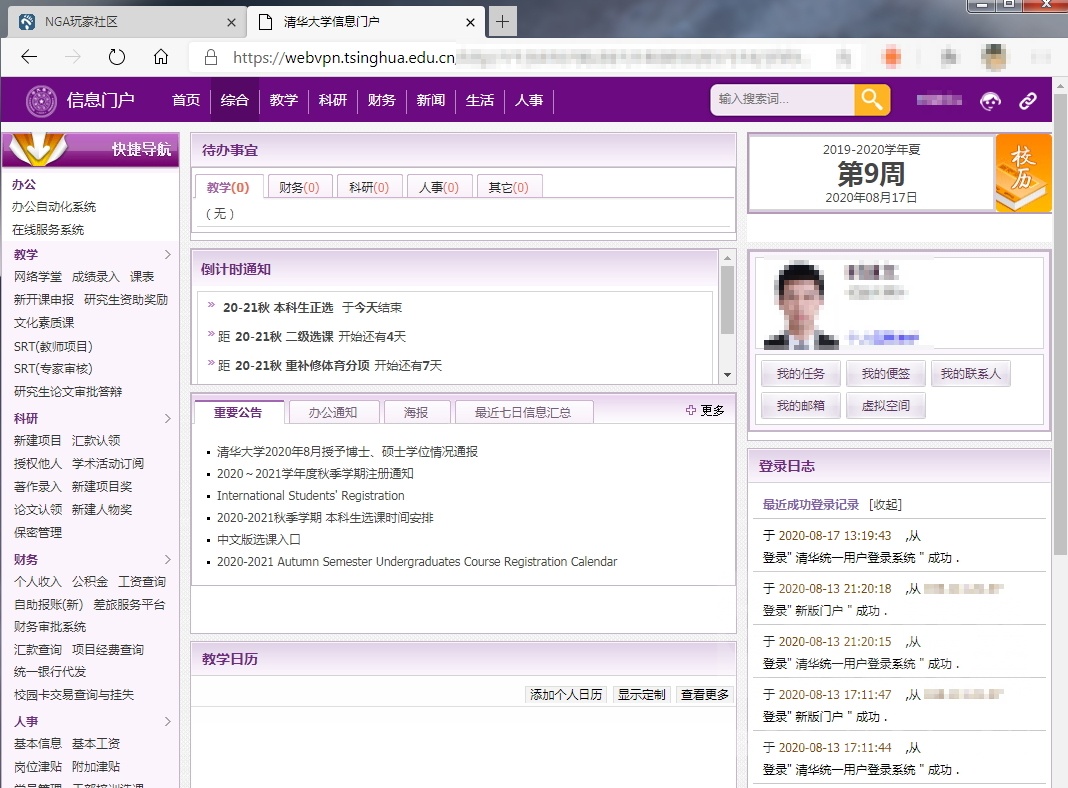 NGA玩家社区
清华大学信息门户
https://webvpn.tsinghua.edu.cn
信息门户 首页 综合 教学 科研 财务 新闻 生活 人事 输入搜索词...
快捷导航
办公
办公自动化系统
在线服务系统
教学
网络学堂 成绩录入 课表
新开课申报 研究生资助奖励
文化素质课
SRT(教师项目)
SRT(专家审核)
研究生论文审批答辩
科研
新建项目 汇款认领
授权他人 学术活动订阅
著作录入 新建项目奖
论文认领 新建人物奖
保密管理
财务
个人收入 公积金 工资查询
自助报账(新) 差旅服务平台
财务审批系统
汇款查询 项目经费查询
统一银行代发
校园卡交易查询与挂失
人事
基本信息 基本工资
岗位津贴 附加津贴
待办事宜
教学(0) 财务(0) 科研(0) 人事(0) 其它(0)
( 无 )
倒计时通知
» 20-21秋 本科生正选 于今天结束
» 距 20-21秋 二级选课 开始还有4天
» 距 20-21秋 重补修体育分项 开始还有7天
重要公告 办公通知 海报 最近七日信息汇总 更多
清华大学2020年8月授予博士、硕士学位情况通报
2020～2021学年度秋季学期注册通知
International Students' Registration
2020-2021秋季学期 本科生选课时间安排
中文版选课入口
2020-2021 Autumn Semester Undergraduates Course Registration Calendar
教学日历
添加个人日历 显示定制 查看更多
2019-2020学年夏
第9周
2020年08月17日
校历
我的任务 我的便签 我的联系人
我的邮箱 虚拟空间
登录日志
最近成功登录记录 [收起]
于 2020-08-17 13:19:43 ,从
登录" 清华统一用户登录系统 " 成功 .
于 2020-08-13 21:20:18 ,从
登录" 新版门户 " 成功 .
于 2020-08-13 21:20:15 ,从
登录" 清华统一用户登录系统 " 成功 .
于 2020-08-13 17:11:47 ,从
登录" 新版门户 " 成功 .
于 2020-08-13 17:11:44 ,从
登录" 清华统一用户登录系统 " 成功 .